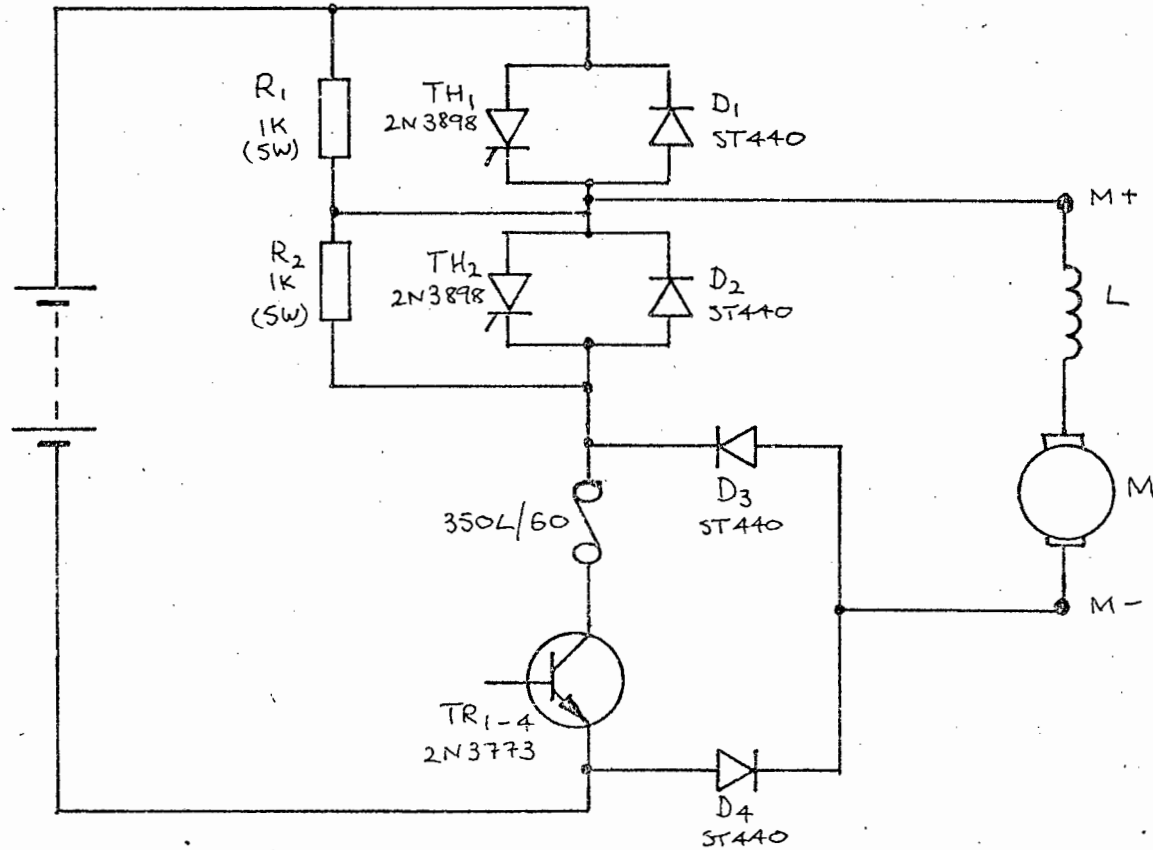 R1
1K
(5W)
TH1
2N3898
D1
ST440
M+
R2
1K
(5W)
TH2
2N3898
D2
ST440
L
350L/60
D3
ST440
M
M-
TR1-4
2N3773
D4
ST440